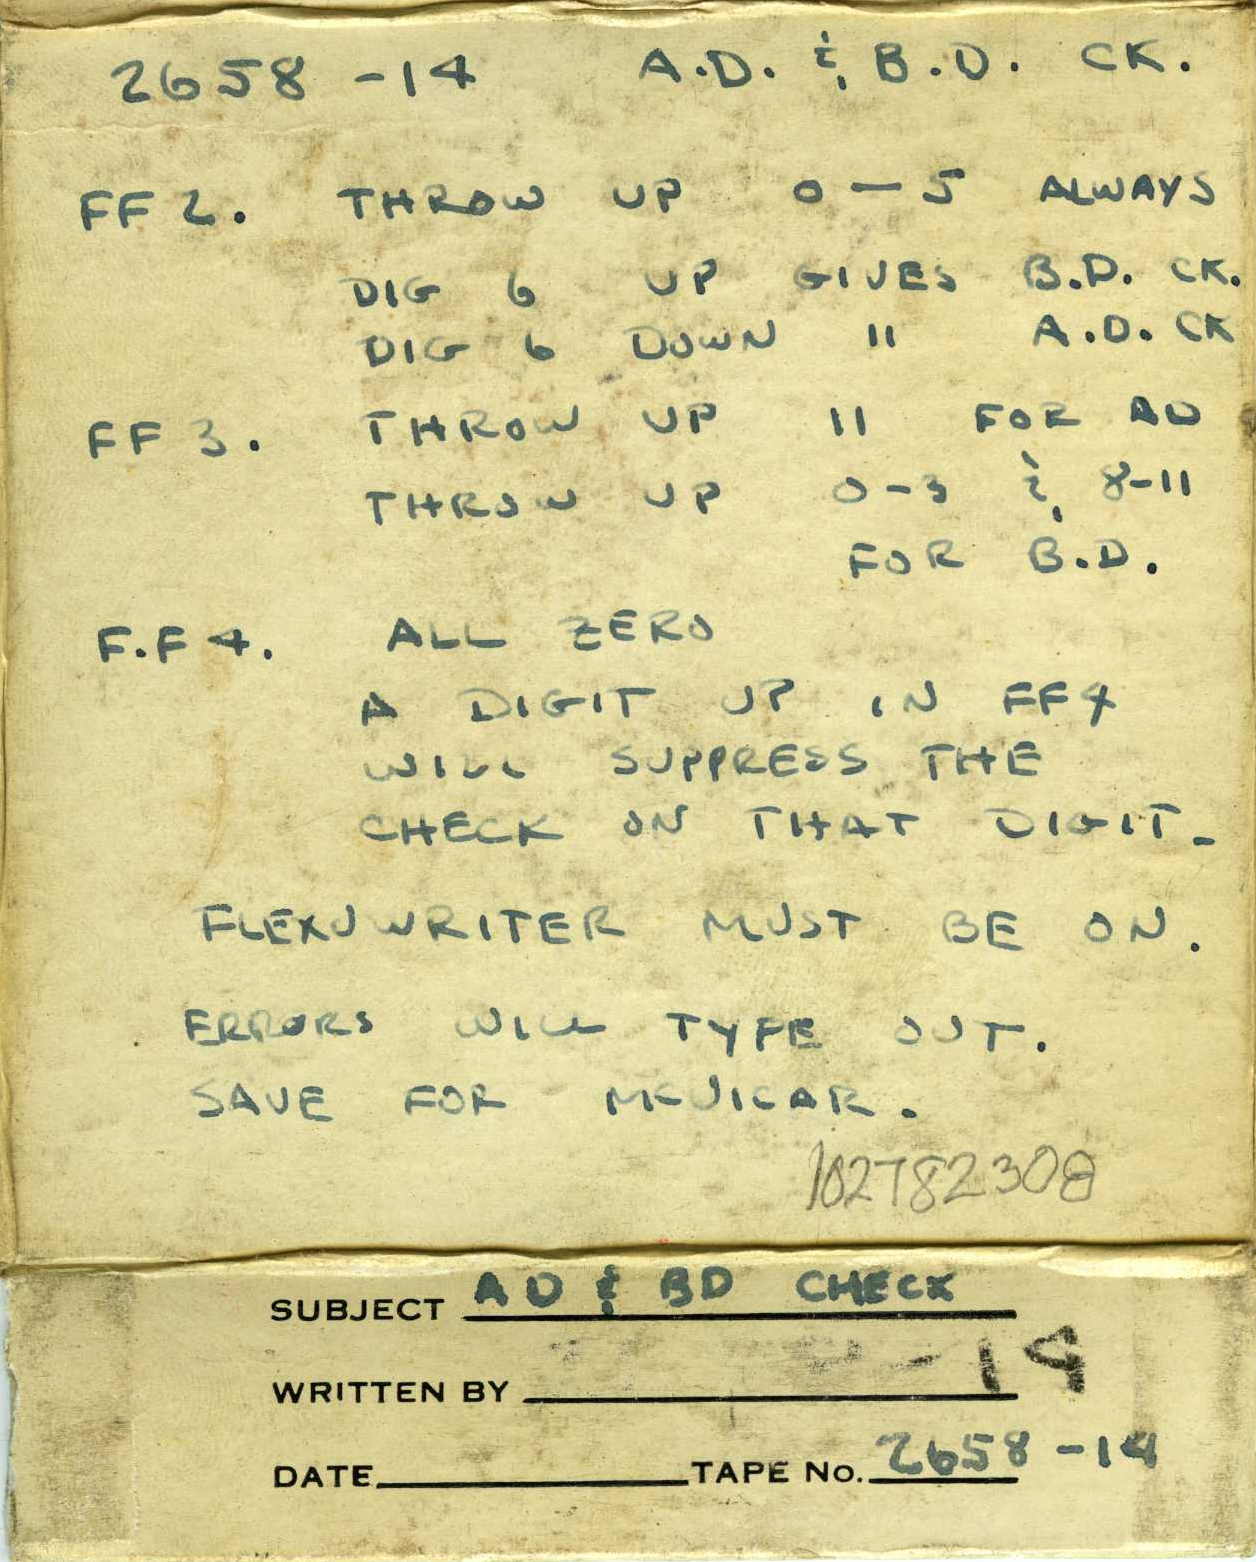 2658 -14 A.D. & B.D. CK.
FF 2. THROW UP 0-5 ALWAYS
DIG 6 UP GIVES B.D. CK.
DIG 6 DOWN " A.D. CK
FF 3. THROW UP 11 FOR AD
THROW UP 0-3 & 8-11
FOR B.D.
F.F 4. ALL ZERO
A DIGIT UP IN FF4
WILL SUPPRESS THE
CHECK ON THAT DIGIT.
FLEXOWRITER MUST BE ON.
ERRORS WILL TYPE OUT.
SAVE FOR MCVICAR.
102782308
SUBJECT AD & BD CHECK
-14
WRITTEN BY
DATE TAPE No. 2658-14